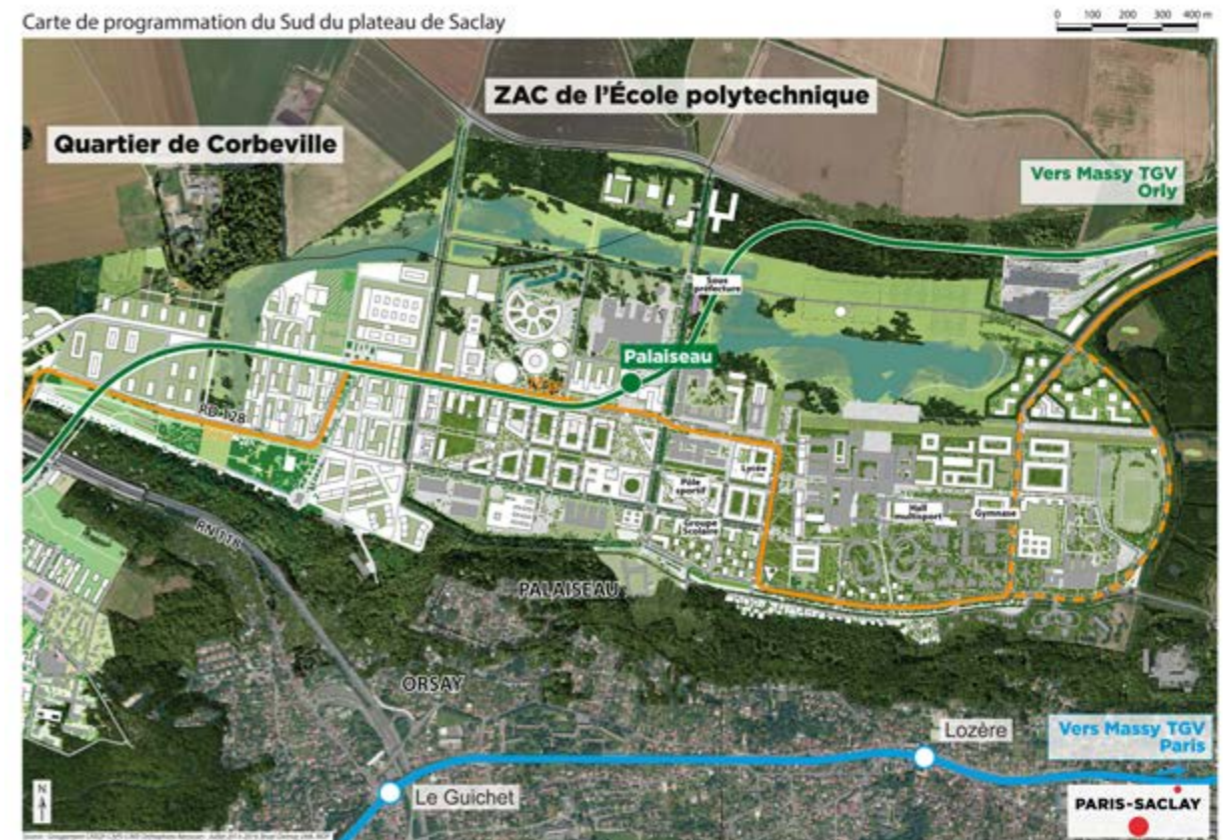 Carte de programmation du Sud du plateau de Saclay
0 100 200 300 400 m
ZAC de l'École polytechnique
Quartier de Corbeville
Vers Massy TGV
Orly
Sous
préfecture
Palaiseau
RD 128
Lycée
Pôle
sportif
Groupe
Scolaire
Hall
multisport
Gymnase
RN 118
PALAISEAU
ORSAY
Lozère
Vers Massy TGV
Paris
Le Guichet
N
PARIS-SACLAY